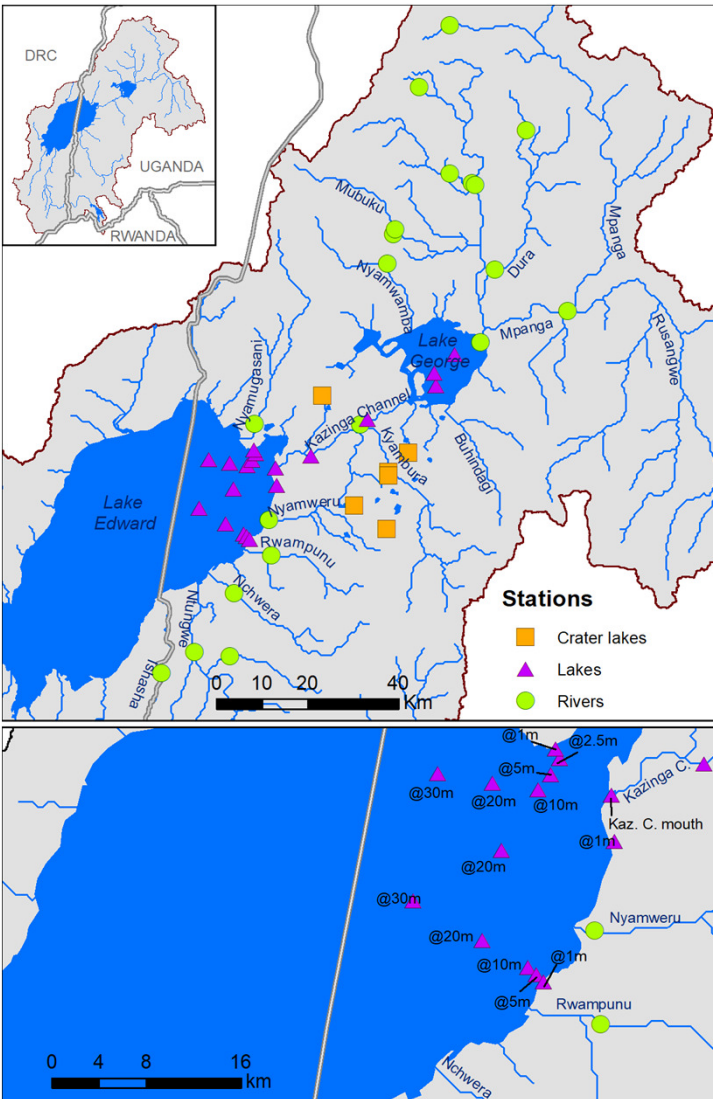 DRC
UGANDA
RWANDA
Mubuku
Nyamwamba
Dura
Mpanga
Mpanga
Rusangwe
Lake
George
Nyamugasani
Kazinga Channel
Kyambura
Buhindagi
Lake
Edward
Nyamweru
Rwampunu
Nchwera
Ntungwe
Ishasha
Stations
Crater lakes
Lakes
Rivers
0 10 20 40
Km
@1m
@2.5m
@5m
@30m
@20m
@10m
Kazinga C.
Kaz. C. mouth
@1m
@20m
@30m
Nyamweru
@20m
@10m
@1m
@5m
Rwampunu
Nchwera
0 4 8 16
km